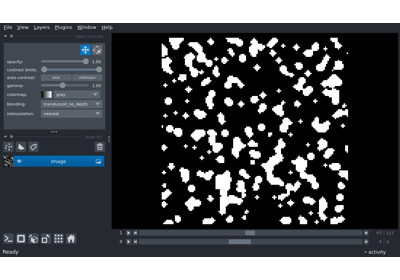 File View Layers Plugins Window Help
layer controls
opacity: 1.00
contrast limits:
auto-contrast: once continuous
gamma: 1.00
colormap: gray
blending: translucent_no_depth
interpolation: nearest
layer list
Image
1
0
Ready
activity